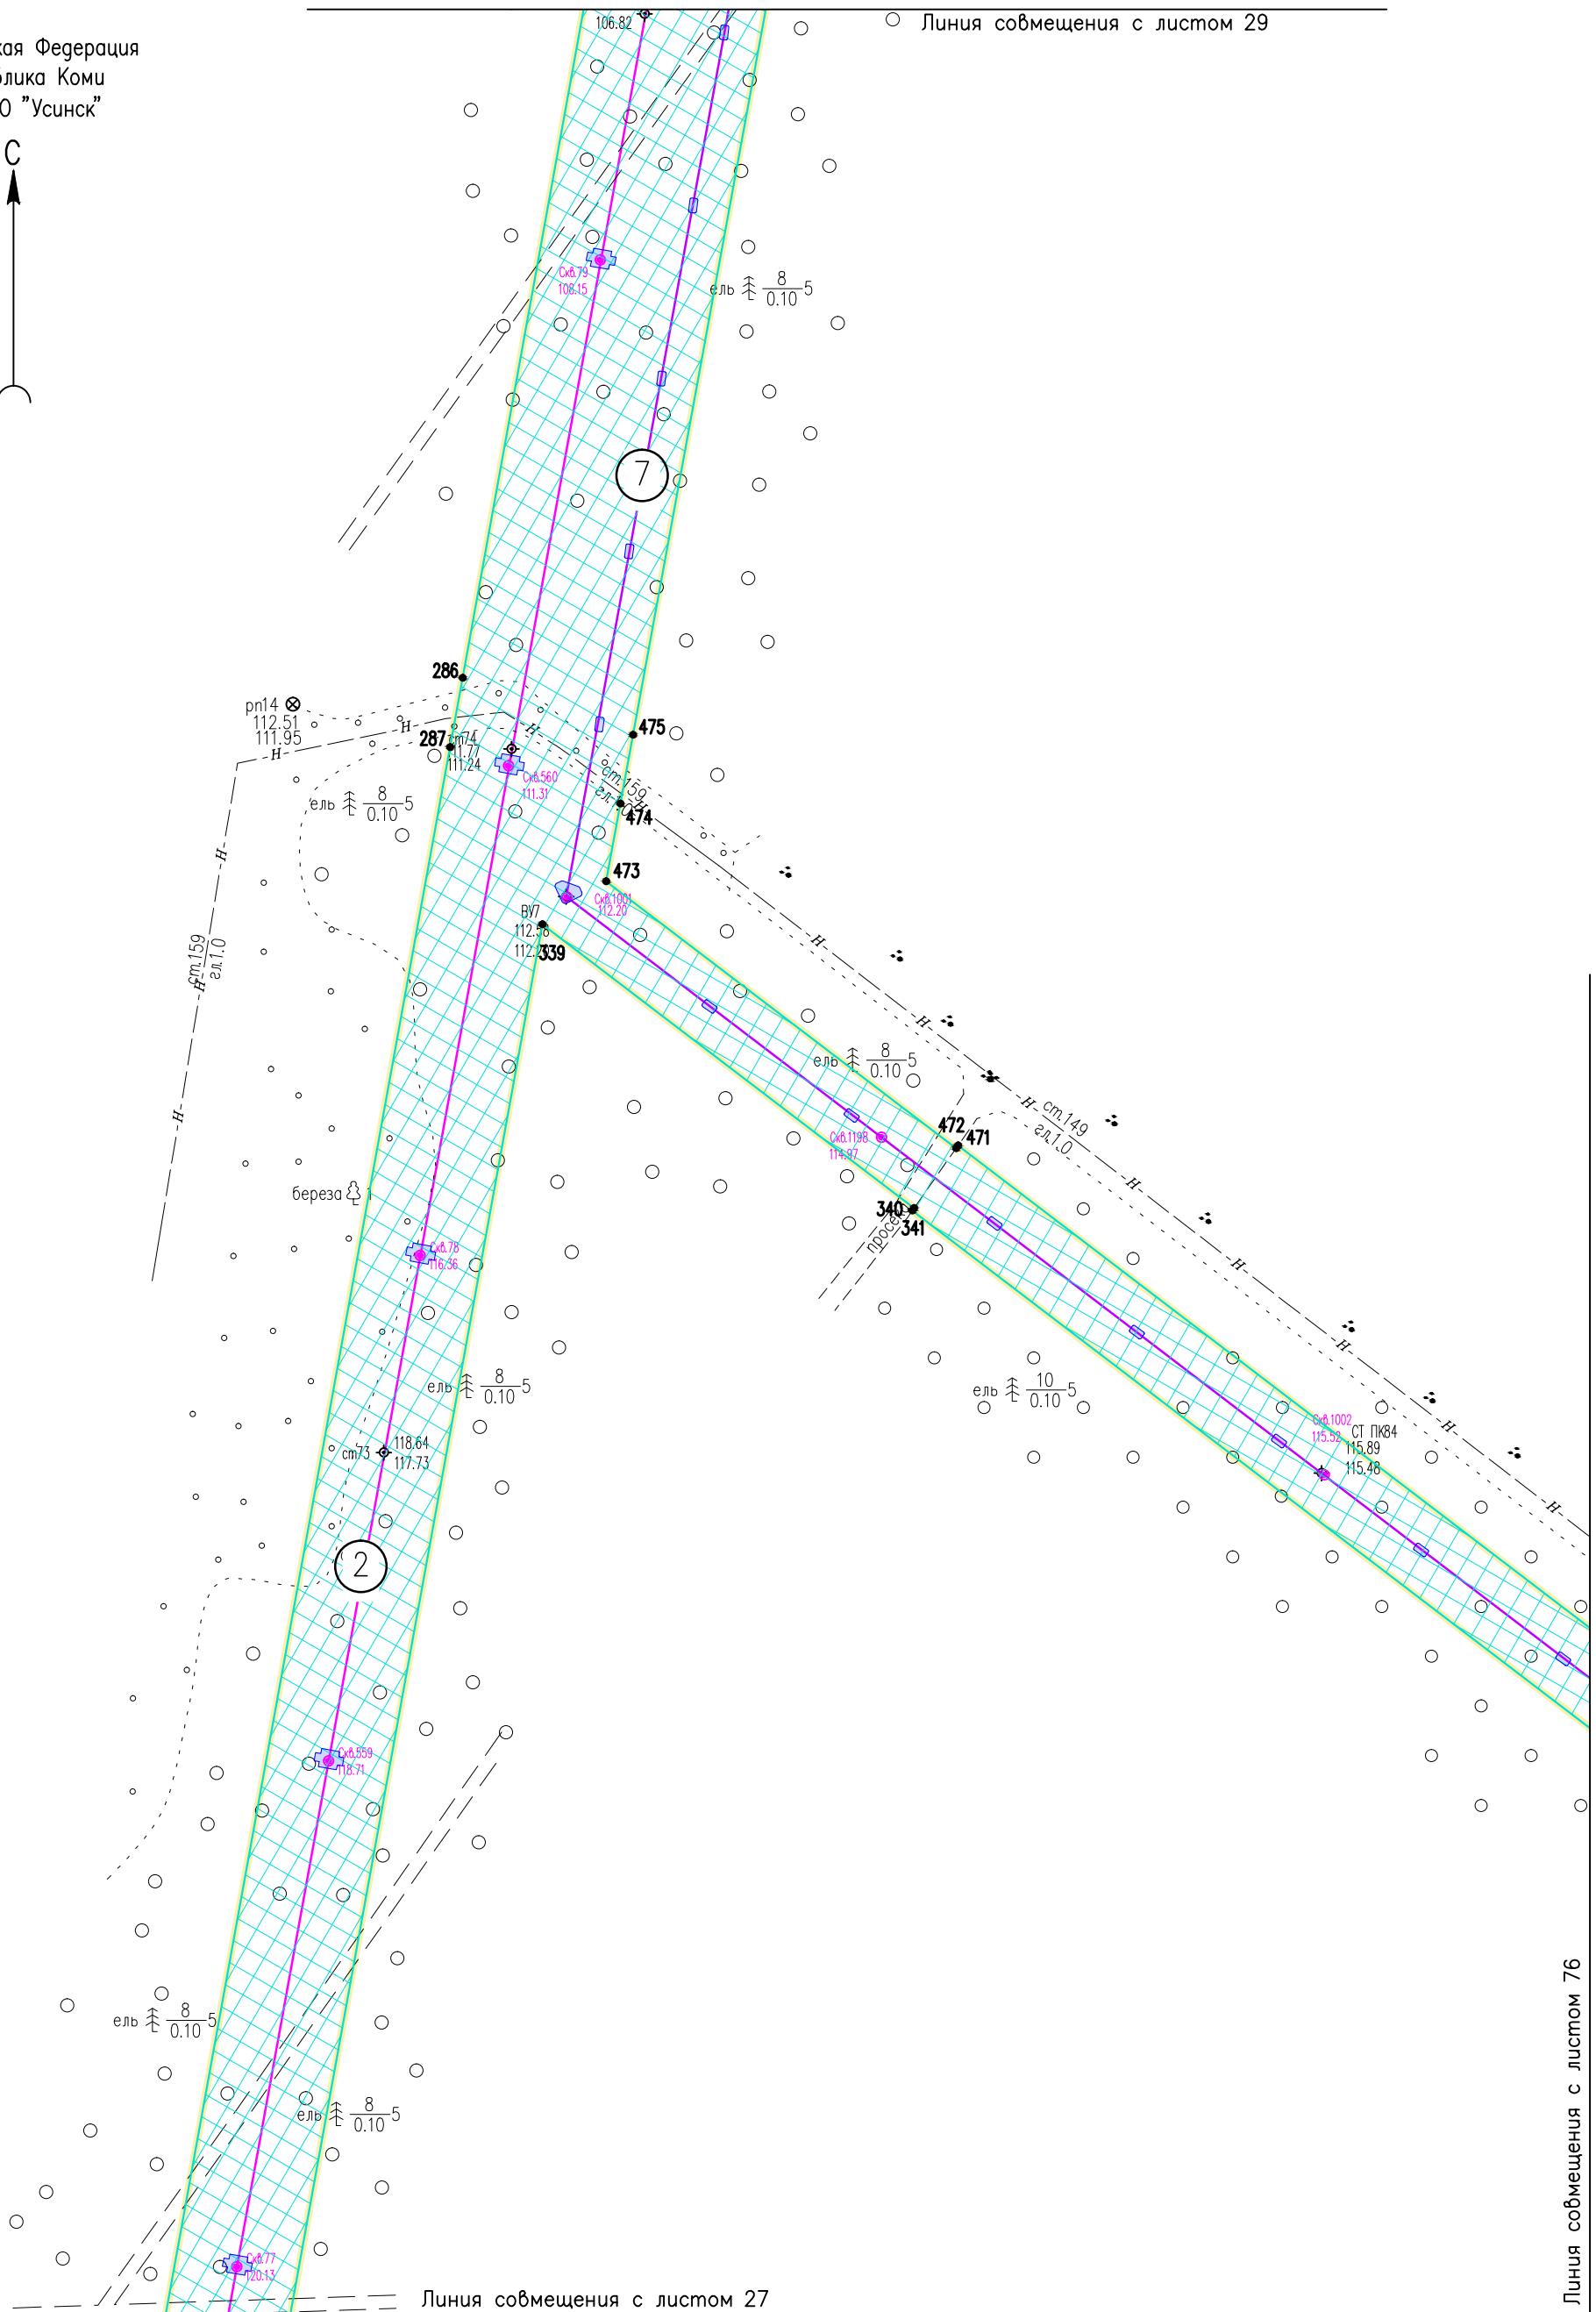 106.82
Линия совмещения с листом 29
кая Федерация
блика Коми
О "Усинск"
С
Скв.79
108.15
ель 8
0.10 5
7
286
рп14
112.51
111.95
Н
Н
Н
287
ст74
111.24
475
Скв.560
111.31
ст.159
474
Н
ель 8
0.10 5
473
Н
Скв.1001
112.20
ВУ7
339
Н
ст.159
гл.1.0
Н
Н
ель 8
0.10 5
Н
ст.149
гл.1.0
472
471
Н
Скв.1198
114.97
Н
береза
340
341
Н
Скв.78
116.36
Н
ель 8
0.10 5
ель 10
0.10 5
Н
Скв.1002
115.52
СТ ПК84
115.89
115.48
ст73
118.64
117.73
Н
2
Скв.559
118.71
ель 8
0.10 5
ель 8
0.10 5
Скв.77
120.13
Линия совмещения с листом 27
Линия совмещения с листом 76